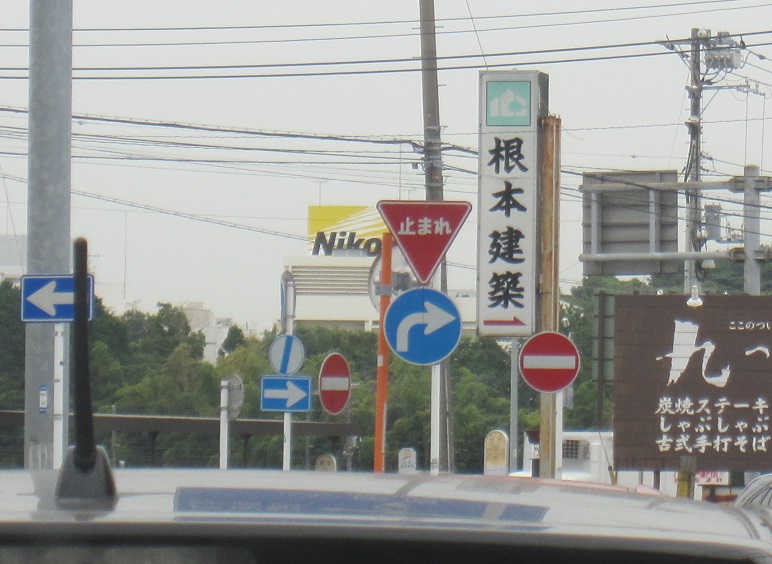 Niko
止まれ
根本建築
ここのつい
九つ
炭焼ステーキ
しゃぶしゃぶ
古式手打そば